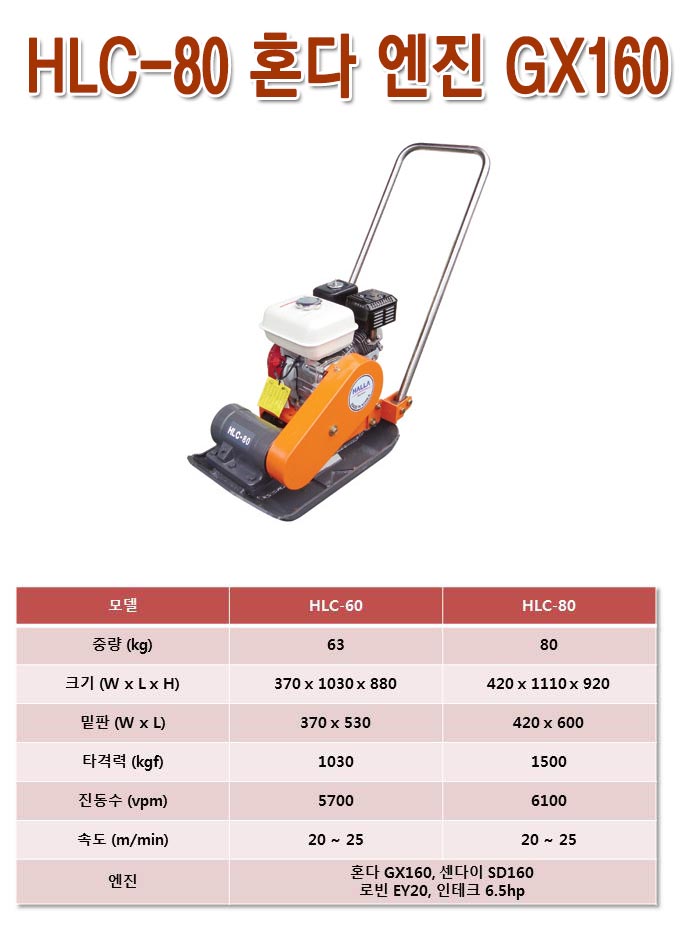 HLC-80 혼다 엔진 GX160
HALLA
HLC-80
모델 HLC-60 HLC-80
중량 (kg) 63 80
크기 (W x L x H) 370 x 1030 x 880 420 x 1110 x 920
밑판 (W x L) 370 x 530 420 x 600
타격력 (kgf) 1030 1500
진동수 (vpm) 5700 6100
속도 (m/min) 20 ~ 25 20 ~ 25
엔진 혼다 GX160, 센다이 SD160
로빈 EY20, 인테크 6.5hp